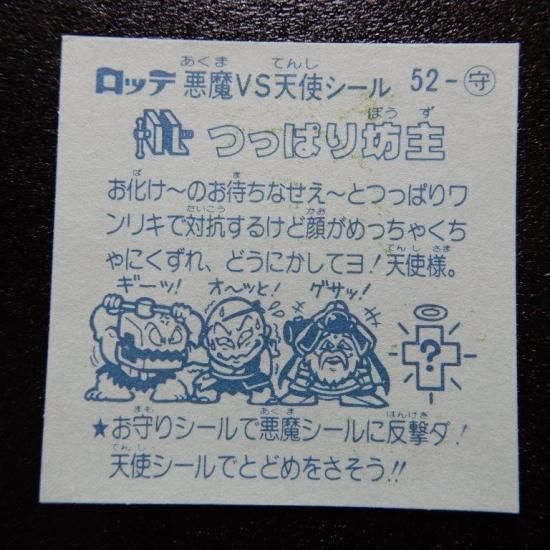 ロッテ 悪魔VS天使シール 52-守
つっぱり坊主
お化け〜のお待ちなせえ〜とつっぱりワ
ンリキで対抗するけど顔がめっちゃくち
ゃにくずれ、どうにかしてヨ!天使様。
ギーッ! オ〜ッと! ゲサッ!
?
★お守りシールで悪魔シールに反撃ダ!
天使シールでとどめをさそう!!